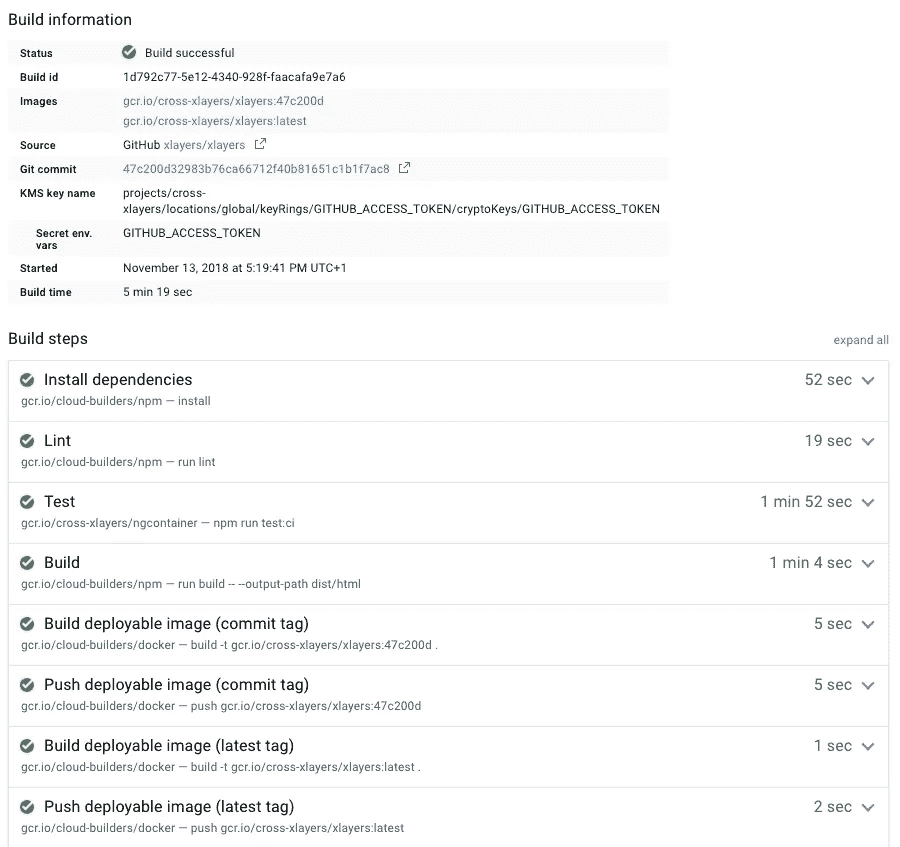 Build information
Status Build successful
Build id 1d792c77-5e12-4340-928f-faacafa9e7a6
Images gcr.io/cross-xlayers/xlayers:47c200d
gcr.io/cross-xlayers/xlayers:latest
Source GitHub xlayers/xlayers
Git commit 47c200d32983b76ca66712f40b81651c1b1f7ac8
KMS key name projects/cross-
xlayers/locations/global/keyRings/GITHUB_ACCESS_TOKEN/cryptoKeys/GITHUB_ACCESS_TOKEN
Secret env. GITHUB_ACCESS_TOKEN
vars
Started November 13, 2018 at 5:19:41 PM UTC+1
Build time 5 min 19 sec
Build steps expand all
Install dependencies 52 sec
gcr.io/cloud-builders/npm — install
Lint 19 sec
gcr.io/cloud-builders/npm — run lint
Test 1 min 52 sec
gcr.io/cross-xlayers/ngcontainer — npm run test:ci
Build 1 min 4 sec
gcr.io/cloud-builders/npm — run build -- --output-path dist/html
Build deployable image (commit tag) 5 sec
gcr.io/cloud-builders/docker — build -t gcr.io/cross-xlayers/xlayers:47c200d .
Push deployable image (commit tag) 5 sec
gcr.io/cloud-builders/docker — push gcr.io/cross-xlayers/xlayers:47c200d
Build deployable image (latest tag) 1 sec
gcr.io/cloud-builders/docker — build -t gcr.io/cross-xlayers/xlayers:latest .
Push deployable image (latest tag) 2 sec
gcr.io/cloud-builders/docker — push gcr.io/cross-xlayers/xlayers:latest